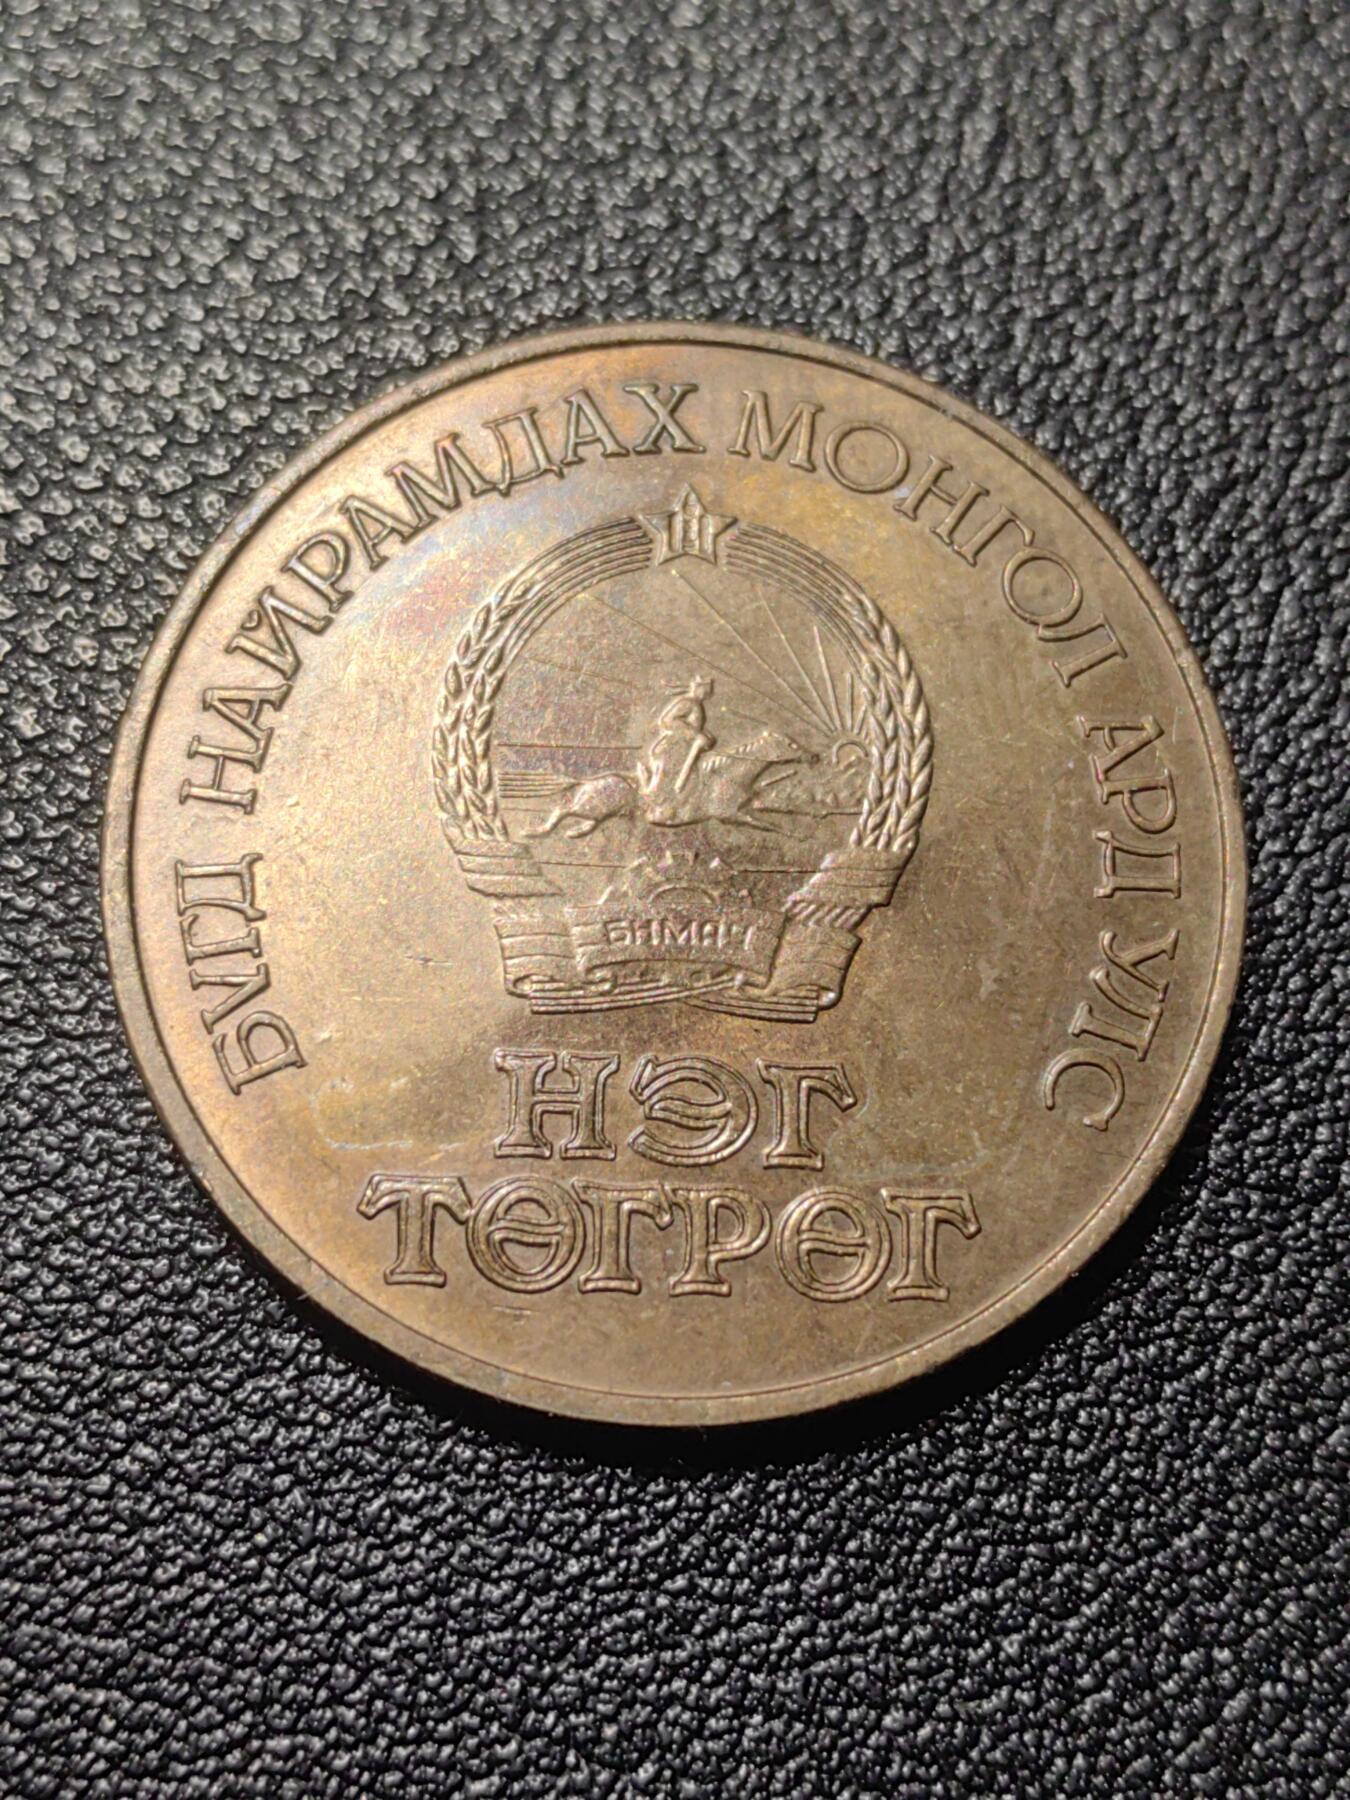 БҮГД НАЙРАМДАХ МОНГОЛ АРД УЛС
БНМАУ
НЭГ
ТӨГРӨГ